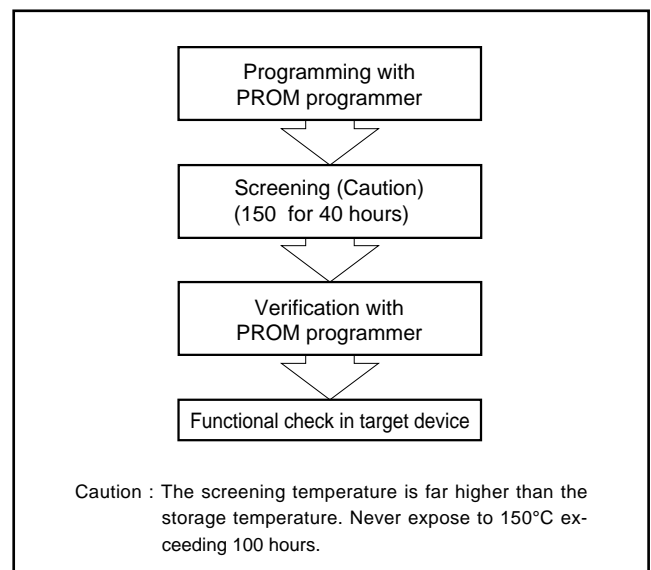 Programming with
PROM programmer
Screening (Caution)
(150 for 40 hours)
Verification with
PROM programmer
Functional check in target device
Caution : The screening temperature is far higher than the
storage temperature. Never expose to 150°C ex-
ceeding 100 hours.